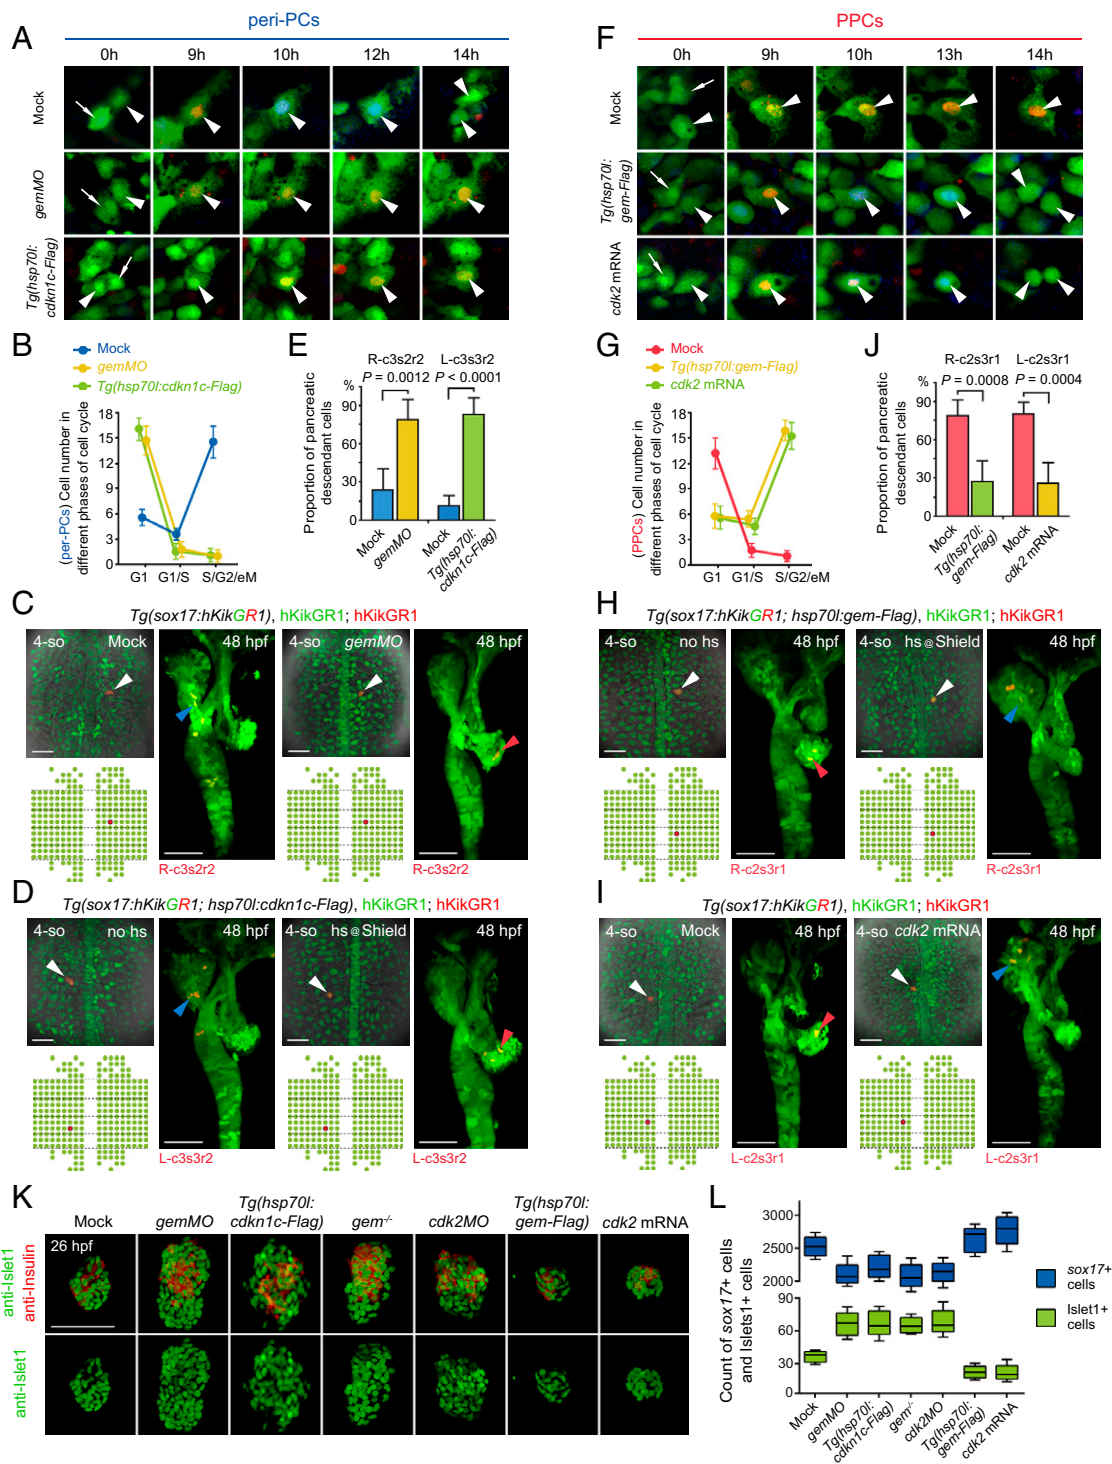 A
peri-PCs
0h 9h 10h 12h 14h
Mock
gemMO
Tg(hsp70l:
cdkn1c-Flag)
F
PPCs
0h 9h 10h 13h 14h
Mock
Tg(hsp70l:
gem-Flag)
cdk2 mRNA
B
Mock
gemMO
Tg(hsp70l:cdkn1c-Flag)
(per-PCs) Cell number in
different phases of cell cycle
18
15
12
9
6
3
0
G1 G1/S S/G2/eM
E
R-c3s2r2 L-c3s3r2
P = 0.0012 P < 0.0001
%
Proportion of pancreatic
descendant cells
90
60
30
0
Mock
gemMO
Mock
Tg(hsp70l:
cdkn1c-Flag)
G
Mock
Tg(hsp70l:gem-Flag)
cdk2 mRNA
(PPCs) Cell number in
different phases of cell cycle
18
15
12
9
6
3
0
G1 G1/S S/G2/eM
J
R-c2s3r1 L-c2s3r1
P = 0.0008 P = 0.0004
%
Proportion of pancreatic
descendant cells
90
60
30
0
Mock
Tg(hsp70l:
gem-Flag)
Mock
cdk2 mRNA
C
Tg(sox17:hKikGR1), hKikGR1; hKikGR1
4-so Mock
48 hpf
4-so gemMO
48 hpf
R-c3s2r2
R-c3s2r2
H
Tg(sox17:hKikGR1; hsp70l:gem-Flag), hKikGR1; hKikGR1
4-so no hs
48 hpf
4-so hs@Shield
48 hpf
R-c2s3r1
R-c2s3r1
D
Tg(sox17:hKikGR1; hsp70l:cdkn1c-Flag), hKikGR1; hKikGR1
4-so no hs
48 hpf
4-so hs@Shield
48 hpf
L-c3s3r2
L-c3s3r2
I
Tg(sox17:hKikGR1), hKikGR1; hKikGR1
4-so Mock
48 hpf
4-so cdk2 mRNA
48 hpf
L-c2s3r1
L-c2s3r1
K
Mock
gemMO
Tg(hsp70l:
cdkn1c-Flag)
gem-/-
cdk2MO
Tg(hsp70l:
gem-Flag)
cdk2 mRNA
26 hpf
anti-Islet1
anti-Insulin
anti-Islet1
L
Count of sox17+ cells
and Islets1+ cells
3000
2500
2000
90
60
30
0
Mock
gemMO
Tg(hsp70l:
cdkn1c-Flag)
gem-/-
cdk2MO
Tg(hsp70l:
gem-Flag)
cdk2 mRNA
sox17+
cells
Islet1+
cells